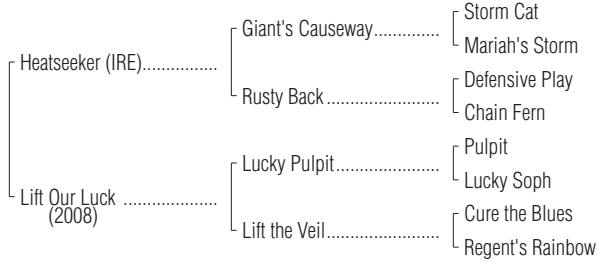 Storm Cat
Giant's Causeway
Mariah's Storm
Heatseeker (IRE)
Defensive Play
Rusty Back
Chain Fern
Pulpit
Lucky Pulpit
Lucky Soph
Lift Our Luck
(2008)
Cure the Blues
Lift the Veil
Regent's Rainbow